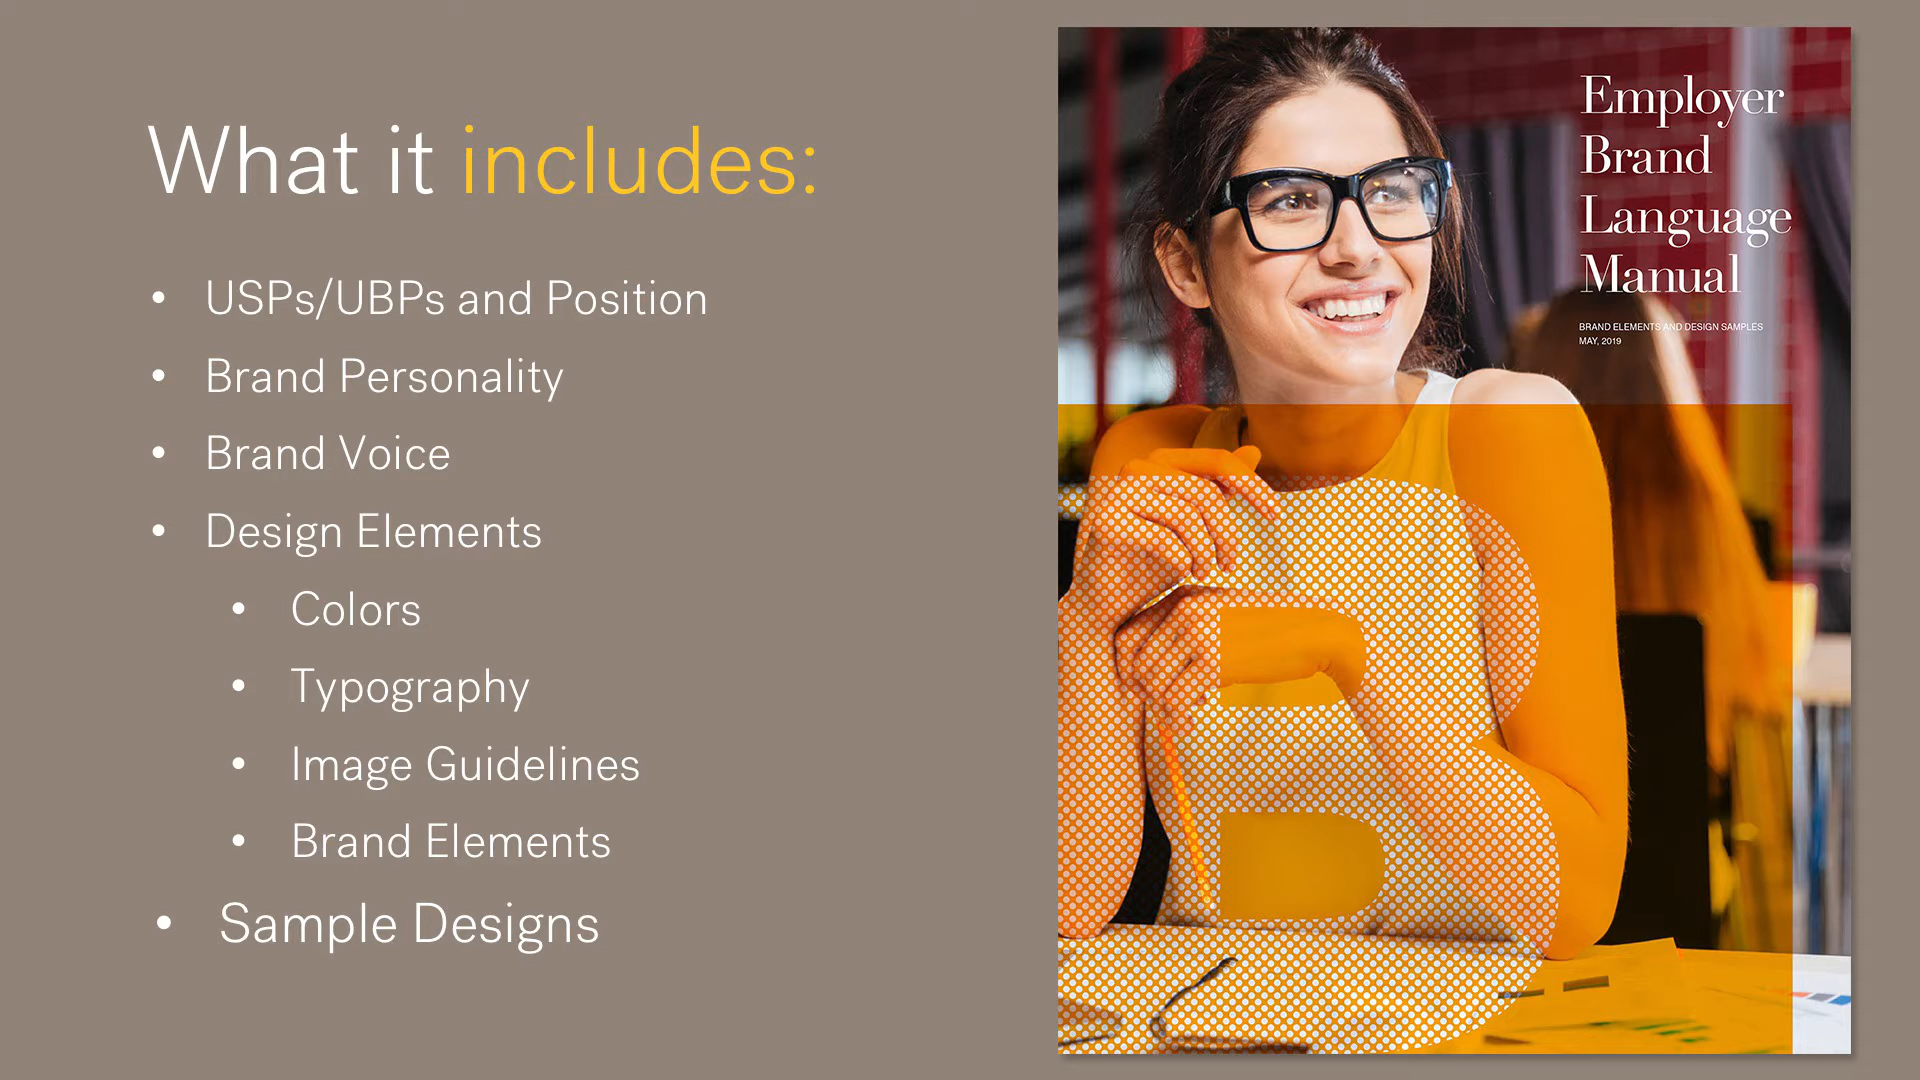 What it includes:
• USPs/UBPs and Position
• Brand Personality
• Brand Voice
• Design Elements
• Colors
• Typography
• Image Guidelines
• Brand Elements
• Sample Designs
Employer
Brand
Language
Manual
BRAND ELEMENTS AND DESIGN SAMPLES
MAY, 2019
B